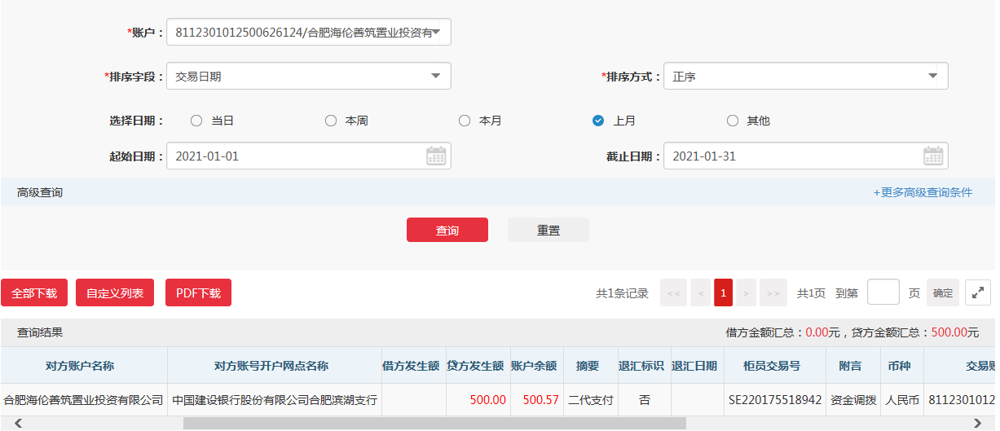 *账户： 8112301012500626124/合肥海伦善筑置业投资有
*排序字段： 交易日期 *排序方式： 正序
选择日期： 当日 本周 本月 上月 其他
起始日期： 2021-01-01 截止日期： 2021-01-31
高级查询 +更多高级查询条件
查询 重置
全部下载 自定义列表 PDF下载 共1条记录 << < 1 > >> 共1页 到第 页 确定
查询结果 借方金额汇总：0.00元，贷方金额汇总：500.00元
对方账户名称 对方账号开户网点名称 借方发生额 贷方发生额 账户余额 摘要 退汇标识 退汇日期 柜员交易号 附言 币种 交易账
合肥海伦善筑置业投资有限公司 中国建设银行股份有限公司合肥滨湖支行 500.00 500.57 二代支付 否 SE220175518942 资金调拨 人民币 8112301012